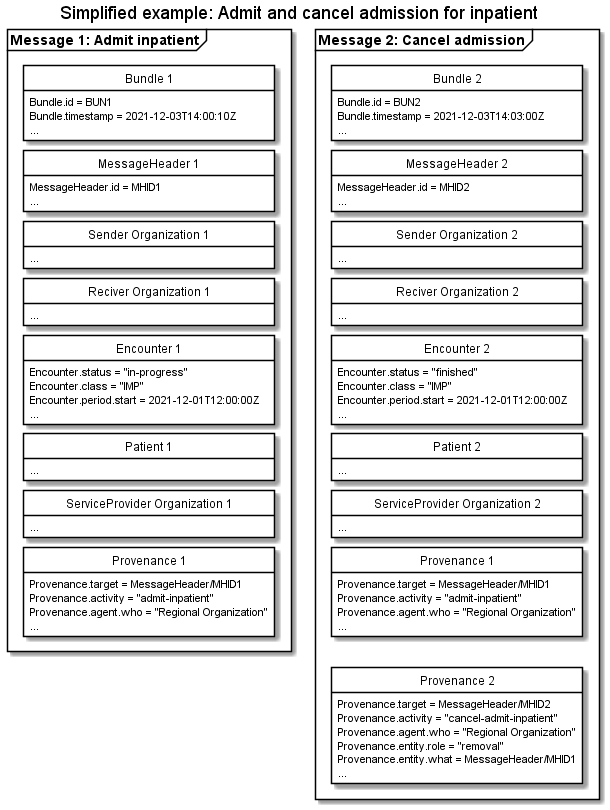 Simplified example: Admit and cancel admission for inpatient
Message 1: Admit inpatient
Bundle 1
Bundle.id = BUN1
Bundle.timestamp = 2021-12-03T14:00:10Z
...
MessageHeader 1
MessageHeader.id = MHID1
...
Sender Organization 1
...
Reciver Organization 1
...
Encounter 1
Encounter.status = "in-progress"
Encounter.class = "IMP"
Encounter.period.start = 2021-12-01T12:00:00Z
...
Patient 1
...
ServiceProvider Organization 1
...
Provenance 1
Provenance.target = MessageHeader/MHID1
Provenance.activity = "admit-inpatient"
Provenance.agent.who = "Regional Organization"
...
Message 2: Cancel admission
Bundle 2
Bundle.id = BUN2
Bundle.timestamp = 2021-12-03T14:03:00Z
...
MessageHeader 2
MessageHeader.id = MHID2
...
Sender Organization 2
...
Reciver Organization 2
...
Encounter 2
Encounter.status = "finished"
Encounter.class = "IMP"
Encounter.period.start = 2021-12-01T12:00:00Z
...
Patient 2
...
ServiceProvider Organization 2
...
Provenance 1
Provenance.target = MessageHeader/MHID1
Provenance.activity = "admit-inpatient"
Provenance.agent.who = "Regional Organization"
...
Provenance 2
Provenance.target = MessageHeader/MHID2
Provenance.activity = "cancel-admit-inpatient"
Provenance.agent.who = "Regional Organization"
Provenance.entity.role = "removal"
Provenance.entity.what = MessageHeader/MHID1
...